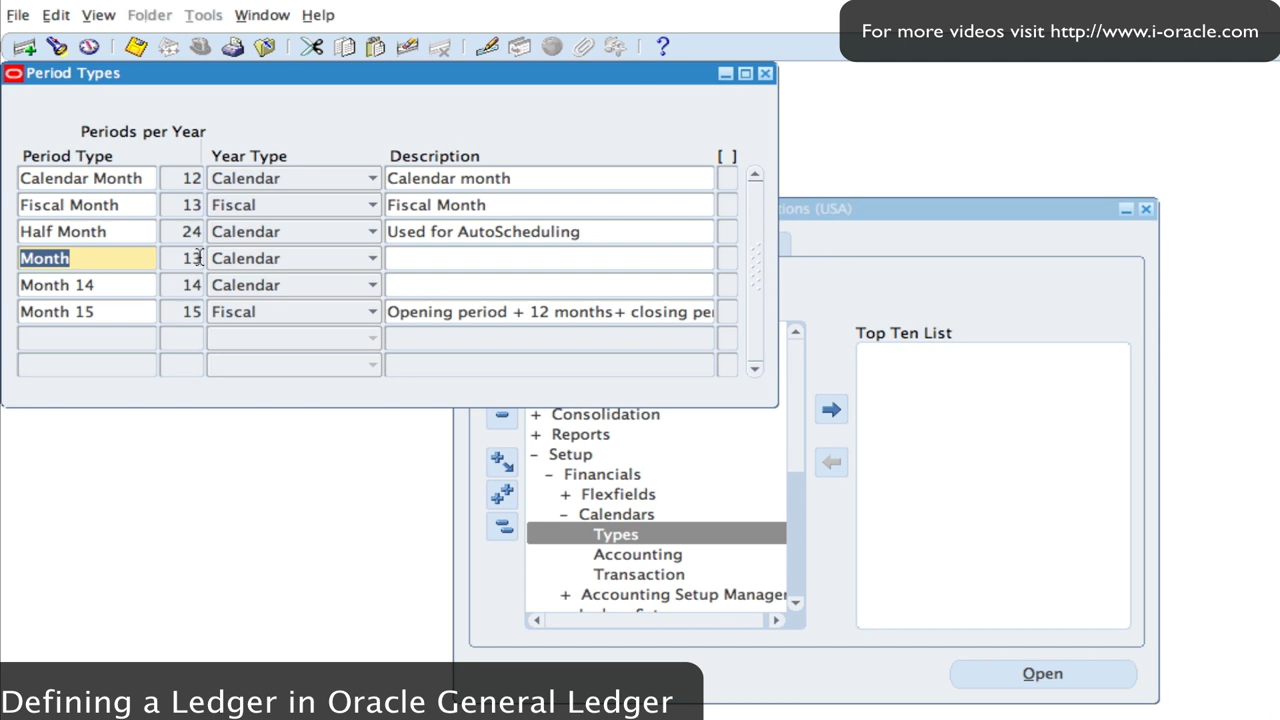 File Edit View Folder Tools Window Help
For more videos visit http://www.i-oracle.com
Period Types
Periods per Year
Period Type Year Type Description [ ]
Calendar Month 12 Calendar Calendar month
Fiscal Month 13 Fiscal Fiscal Month
Half Month 24 Calendar Used for AutoScheduling
Month 13 Calendar
Month 14 14 Calendar
Month 15 15 Fiscal Opening period + 12 months+ closing per
(USA)
Top Ten List
+ Consolidation
+ Reports
- Setup
- Financials
+ Flexfields
- Calendars
Types
Accounting
Transaction
+ Accounting Setup Manager
Open
Defining a Ledger in Oracle General Ledger